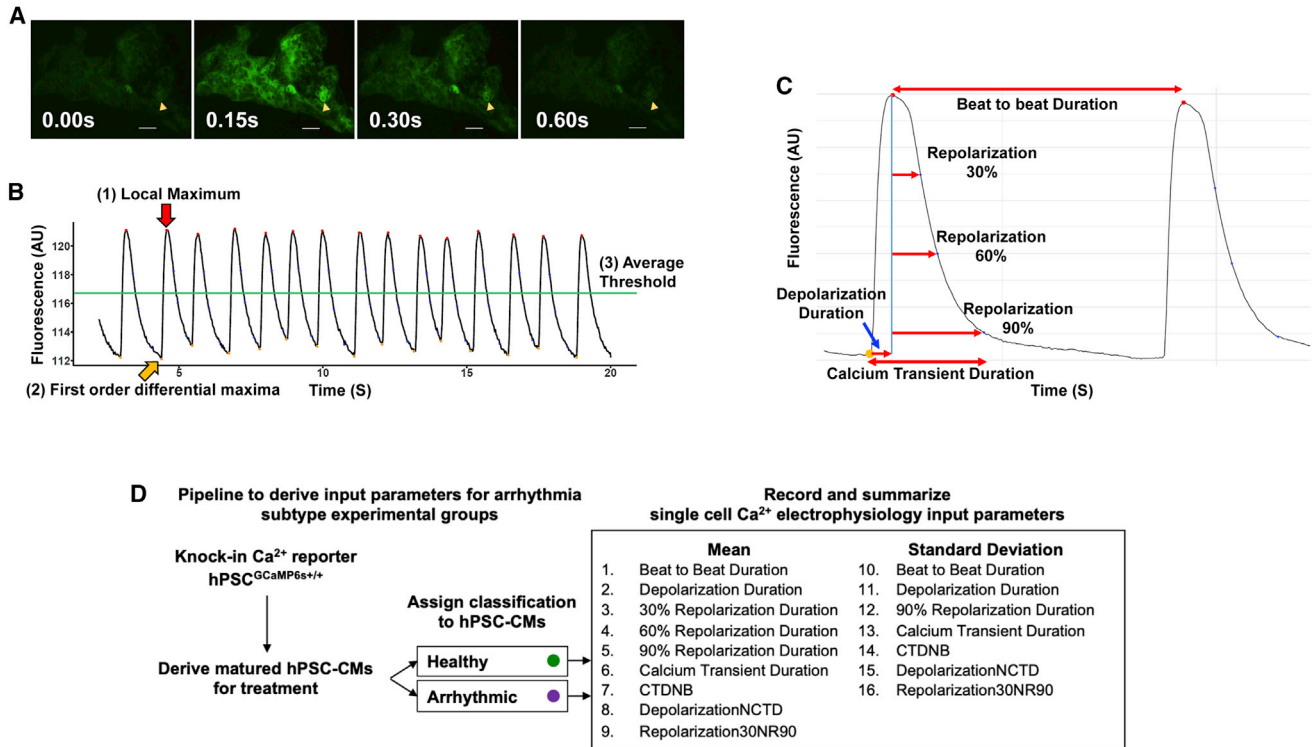 A
0.00s
0.15s
0.30s
0.60s
B
(1) Local Maximum
Fluorescence (AU)
120
118
116
114
112
(3) Average
Threshold
5
10
15
20
(2) First order differential maxima
Time (S)
C
Beat to beat Duration
Fluorescence (AU)
Repolarization
30%
Repolarization
60%
Depolarization
Duration
Repolarization
90%
Calcium Transient Duration
Time (S)
D
Pipeline to derive input parameters for arrhythmia
subtype experimental groups
Knock-in Ca²⁺ reporter
hPSC^GCaMP6s+/+
Derive matured hPSC-CMs
for treatment
Assign classification
to hPSC-CMs
Healthy
Arrhythmic
Record and summarize
single cell Ca²⁺ electrophysiology input parameters
Mean
1. Beat to Beat Duration
2. Depolarization Duration
3. 30% Repolarization Duration
4. 60% Repolarization Duration
5. 90% Repolarization Duration
6. Calcium Transient Duration
7. CTDNB
8. DepolarizationNCTD
9. Repolarization30NR90
Standard Deviation
10. Beat to Beat Duration
11. Depolarization Duration
12. 90% Repolarization Duration
13. Calcium Transient Duration
14. CTDNB
15. DepolarizationNCTD
16. Repolarization30NR90